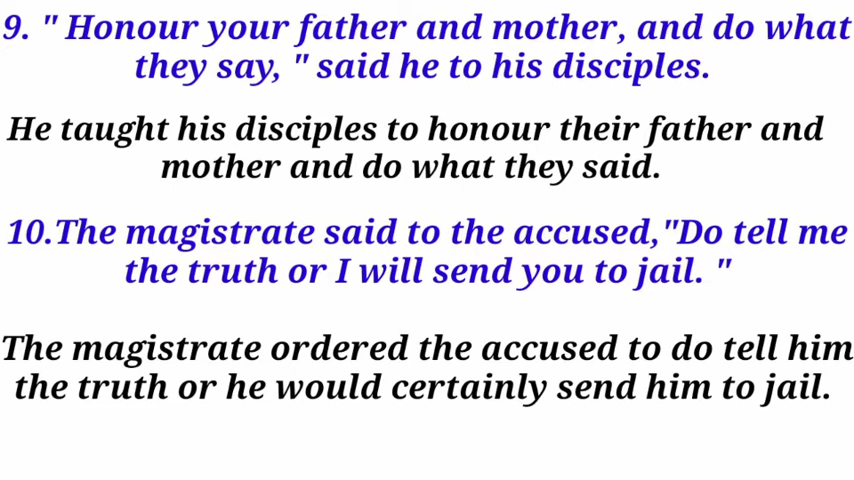 9. " Honour your father and mother, and do what
they say, " said he to his disciples.
He taught his disciples to honour their father and
mother and do what they said.
10.The magistrate said to the accused,"Do tell me
the truth or I will send you to jail. "
The magistrate ordered the accused to do tell him
the truth or he would certainly send him to jail.